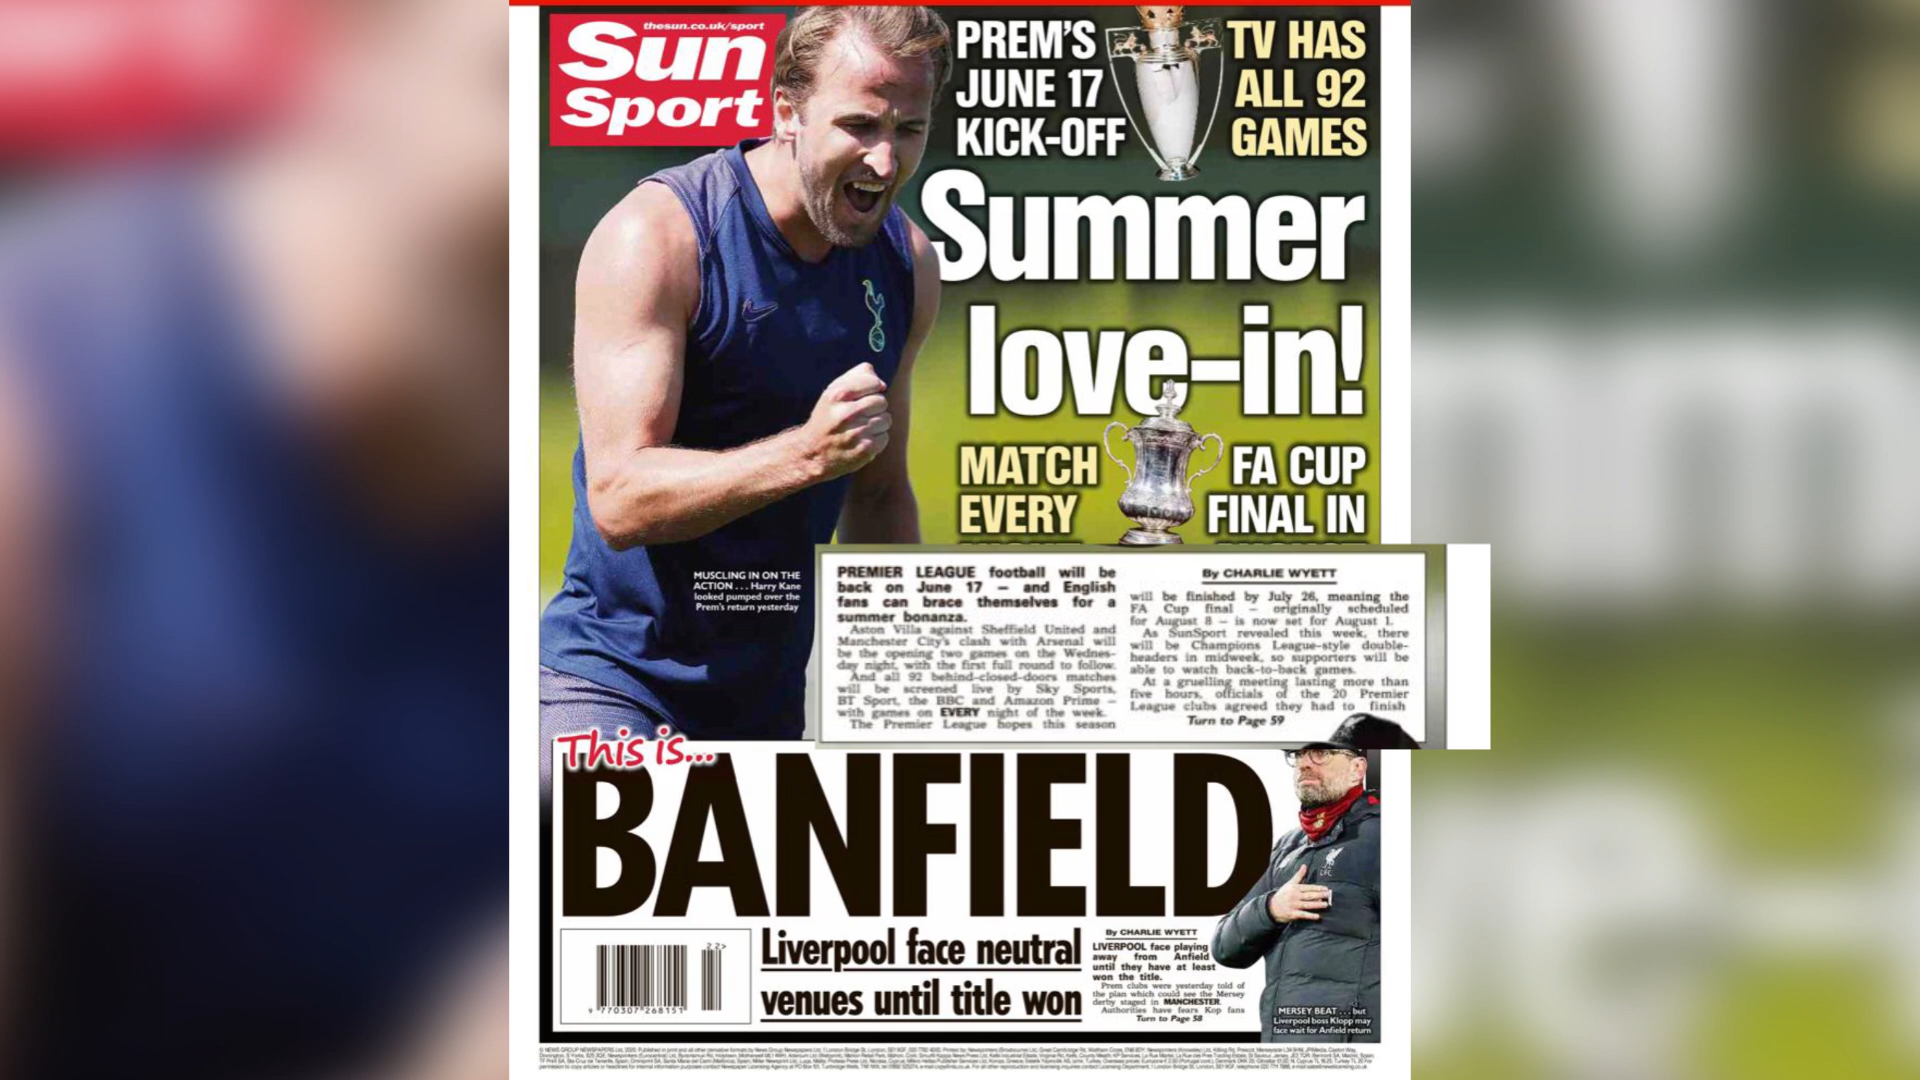 thesun.co.uk/sport
Sun
Sport
PREM'S
JUNE 17
KICK-OFF
TV HAS
ALL 92
GAMES
Summer
love-in!
MATCH
EVERY
FA CUP
FINAL IN
MUSCLING IN ON THE
ACTION . . . Harry Kane
looked pumped over the
Prem's return yesterday
PREMIER LEAGUE football will be
back on June 17 – and English
fans can brace themselves for a
summer bonanza.
Aston Villa against Sheffield United and
Manchester City's clash with Arsenal will
be the opening two games on the Wednes-
day night, with the first full round to follow.
And all 92 behind-closed-doors matches
will be screened live by Sky Sports,
BT Sport, the BBC and Amazon Prime –
with games on EVERY night of the week.
The Premier League hopes this season
By CHARLIE WYETT
will be finished by July 26, meaning the
FA Cup final – originally scheduled
for August 8 – is now set for August 1.
As SunSport revealed this week, there
will be Champions League-style double-
headers in midweek, so supporters will be
able to watch back-to-back games.
At a gruelling meeting lasting more than
five hours, officials of the 20 Premier
League clubs agreed they had to finish
Turn to Page 59
This is...
BANFIELD
Liverpool face neutral
venues until title won
By CHARLIE WYETT
LIVERPOOL face playing
away from Anfield
until they have at least
won the title.
Prem clubs were yesterday told of
the plan which could see the Mersey
derby staged in MANCHESTER.
Authorities have fears Kop fans
Turn to Page 58
MERSEY BEAT . . . but
Liverpool boss Klopp may
face wait for Anfield return
22>
9 770307 268151